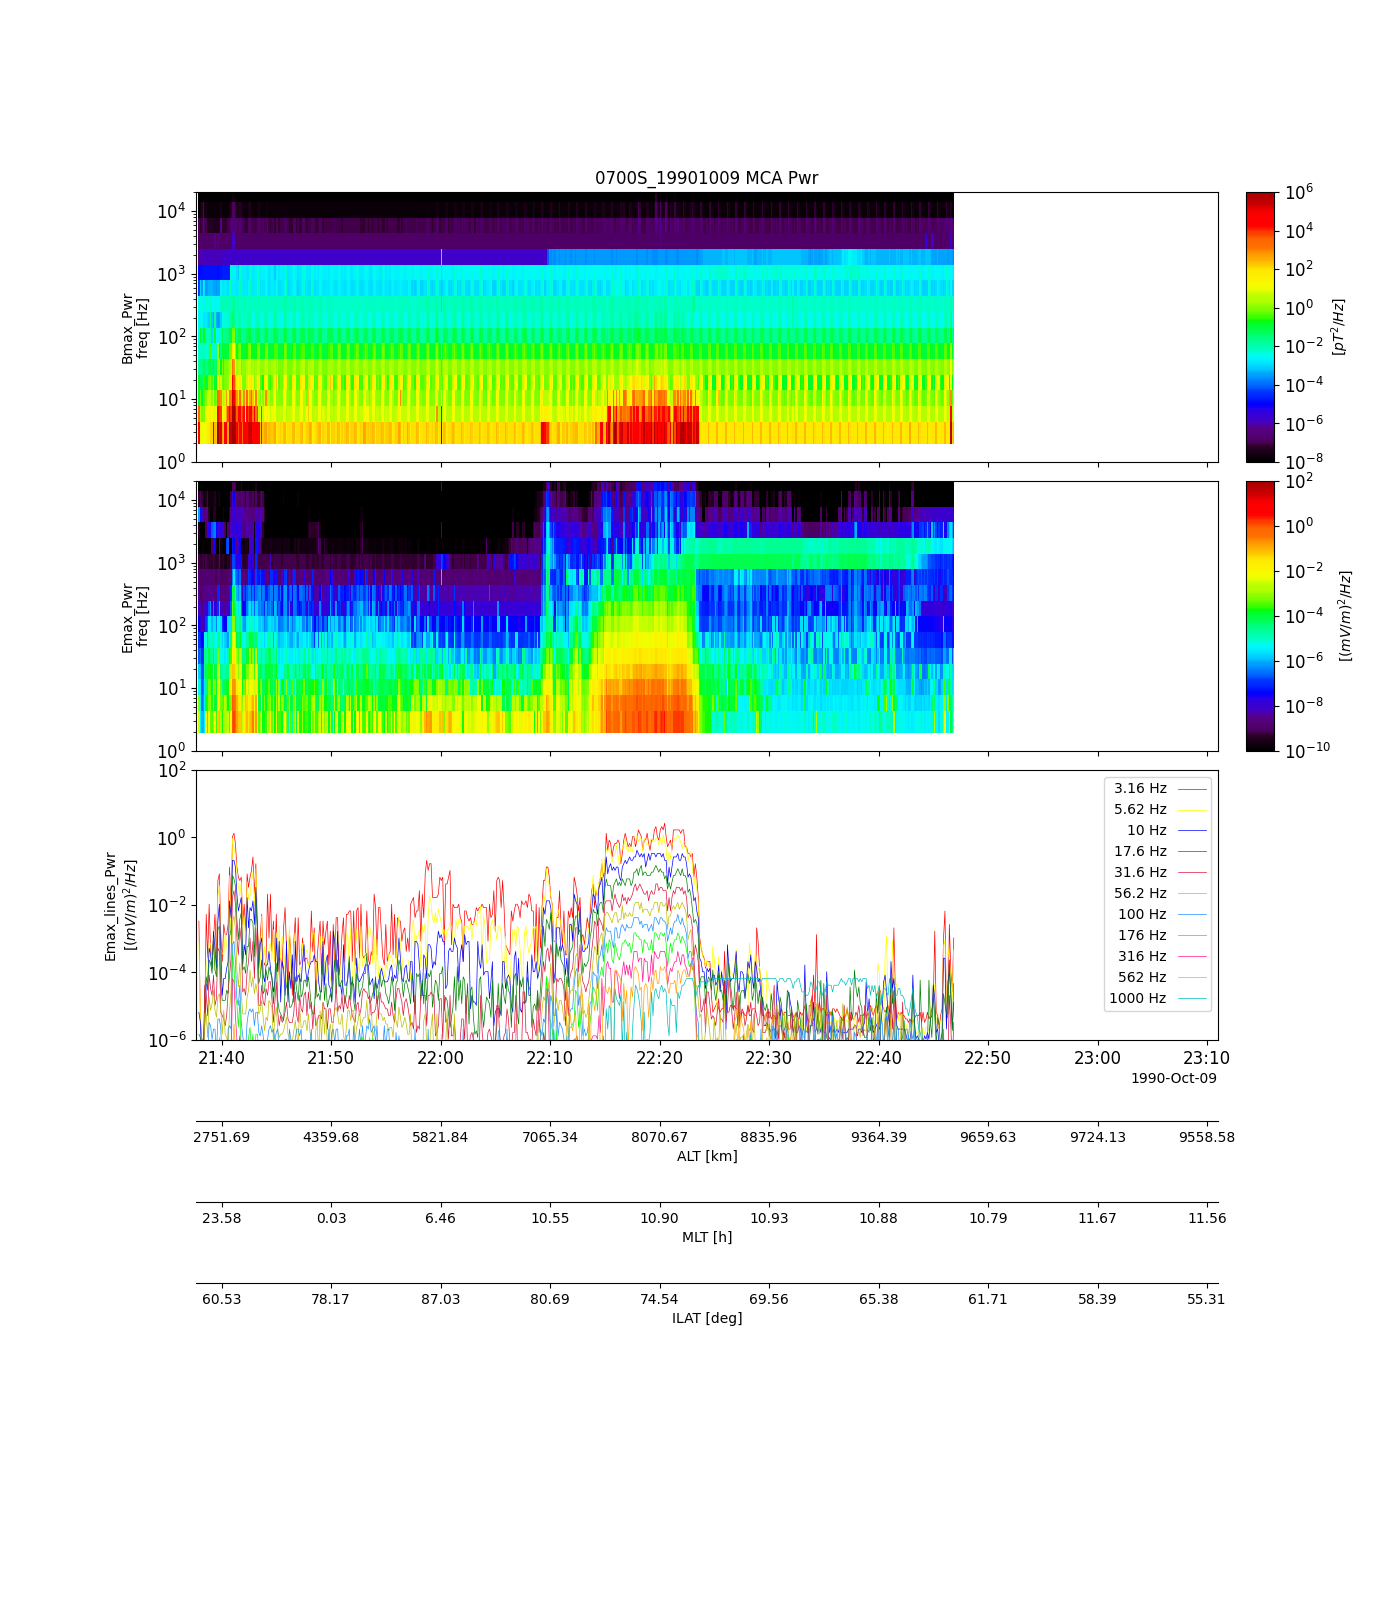 0700S_19901009 MCA Pwr
10^4
10^3
10^2
10^1
10^0
Bmax_Pwr
freq [Hz]
10^6
10^4
10^2
10^0
10^-2
10^-4
10^-6
10^-8
[pT^2/Hz]
10^4
10^3
10^2
10^1
10^0
Emax_Pwr
freq [Hz]
10^2
10^0
10^-2
10^-4
10^-6
10^-8
10^-10
[(mV/m)^2/Hz]
10^2
10^0
10^-2
10^-4
10^-6
Emax_lines_Pwr
[(mV/m)^2/Hz]
3.16 Hz
5.62 Hz
10 Hz
17.6 Hz
31.6 Hz
56.2 Hz
100 Hz
176 Hz
316 Hz
562 Hz
1000 Hz
21:40 21:50 22:00 22:10 22:20 22:30 22:40 22:50 23:00 23:10
1990-Oct-09
2751.69 4359.68 5821.84 7065.34 8070.67 8835.96 9364.39 9659.63 9724.13 9558.58
ALT [km]
23.58 0.03 6.46 10.55 10.90 10.93 10.88 10.79 11.67 11.56
MLT [h]
60.53 78.17 87.03 80.69 74.54 69.56 65.38 61.71 58.39 55.31
ILAT [deg]